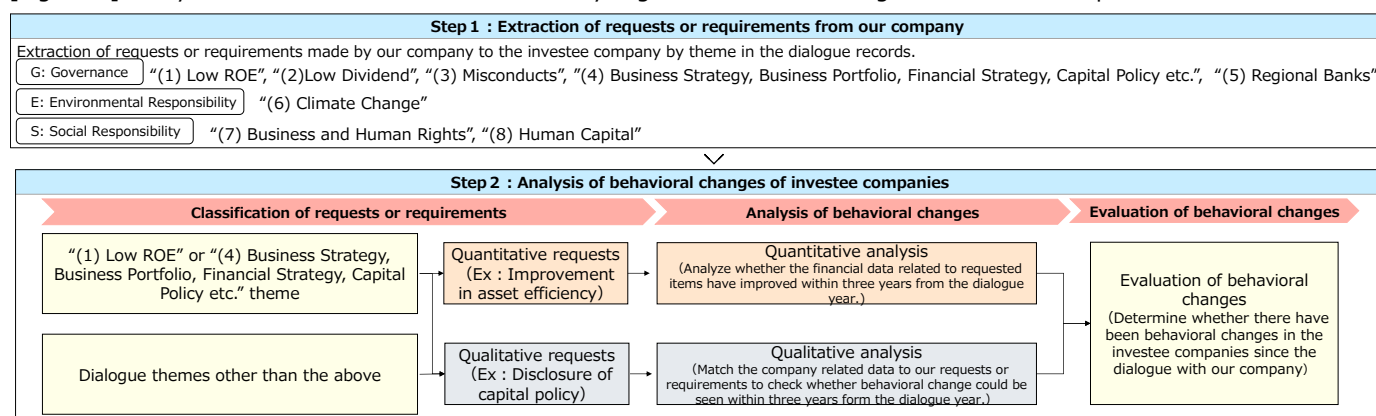 Step 1 : Extraction of requests or requirements from our company
Extraction of requests or requirements made by our company to the investee company by theme in the dialogue records.
G: Governance “(1) Low ROE”, “(2)Low Dividend”, “(3) Misconducts”, ”(4) Business Strategy, Business Portfolio, Financial Strategy, Capital Policy etc.”, “(5) Regional Banks”
E: Environmental Responsibility “(6) Climate Change”
S: Social Responsibility “(7) Business and Human Rights”, “(8) Human Capital”
Step 2 : Analysis of behavioral changes of investee companies
Classification of requests or requirements
Analysis of behavioral changes
Evaluation of behavioral changes
“(1) Low ROE” or “(4) Business Strategy,
Business Portfolio, Financial Strategy, Capital
Policy etc.” theme
Quantitative requests
（Ex : Improvement
in asset efficiency）
Quantitative analysis
（Analyze whether the financial data related to requested
items have improved within three years from the dialogue
year.）
Dialogue themes other than the above
Qualitative requests
（Ex : Disclosure of
capital policy）
Qualitative analysis
（Match the company related data to our requests or
requirements to check whether behavioral change could be
seen within three years form the dialogue year.）
Evaluation of behavioral
changes
(Determine whether there have
been behavioral changes in the
investee companies since the
dialogue with our company）